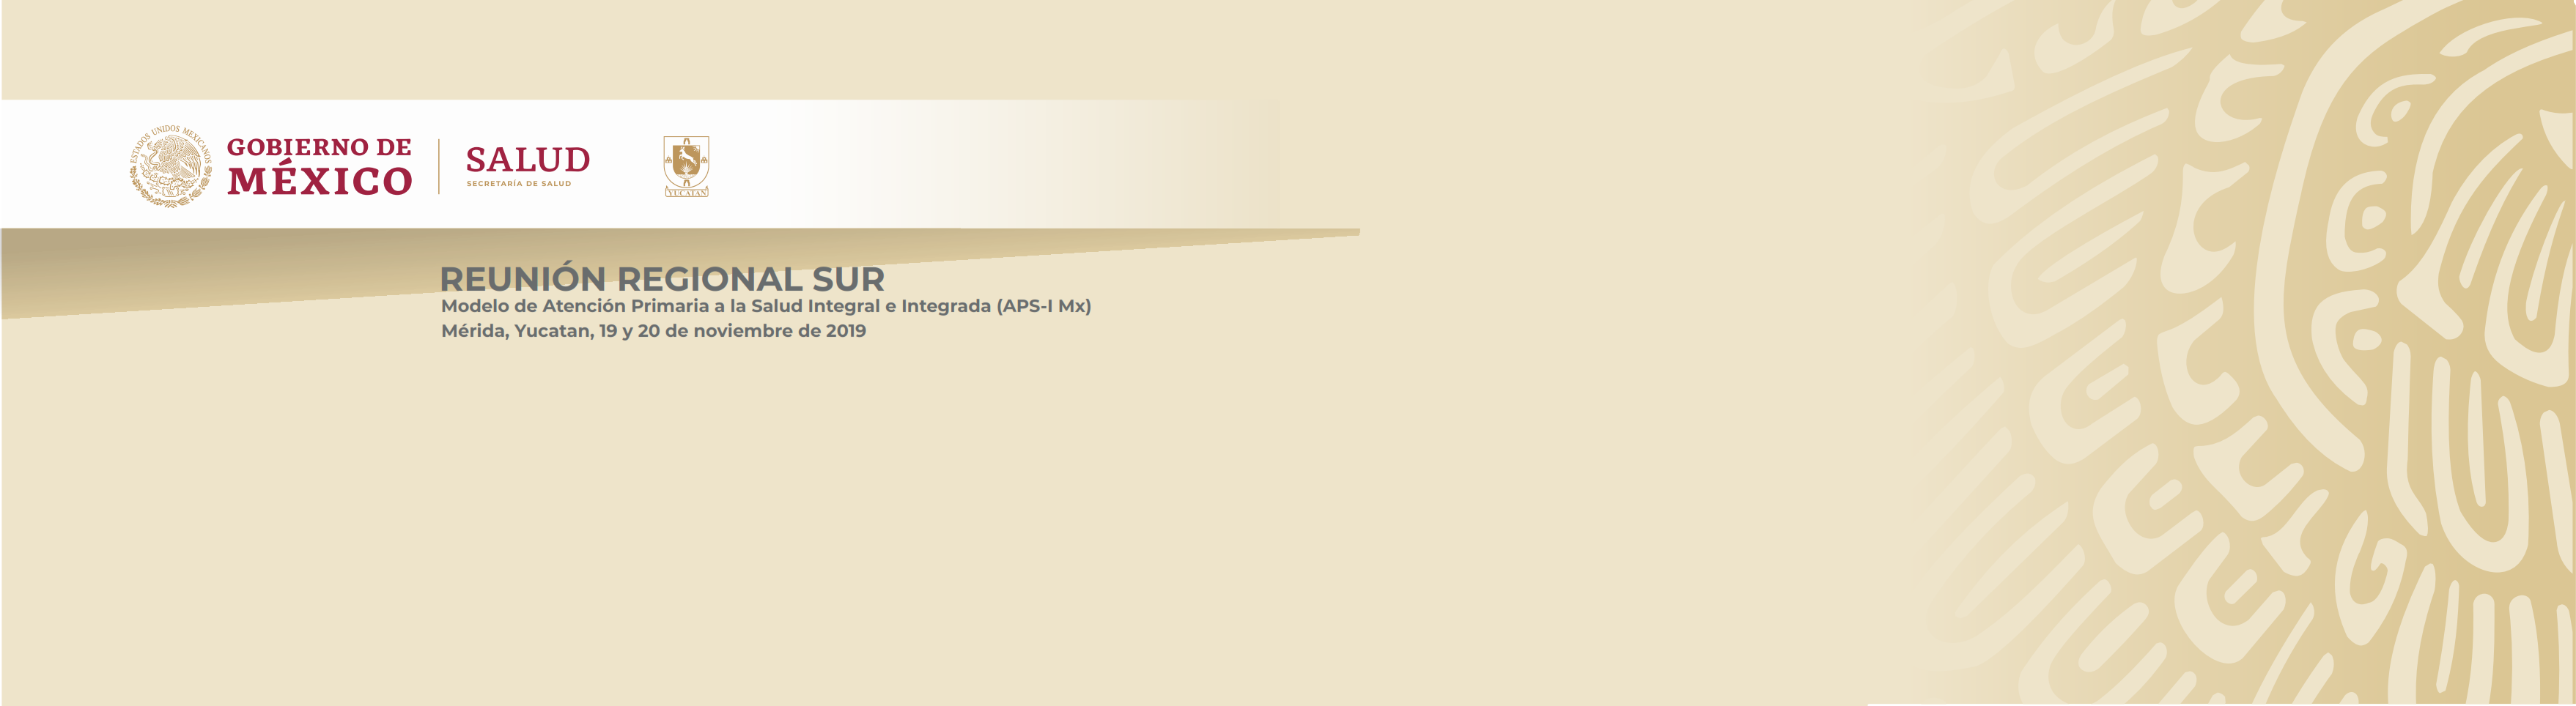 ESTADOS UNIDOS MEXICANOS
GOBIERNO DE
MÉXICO
SALUD
SECRETARÍA DE SALUD
YUCATAN
REUNIÓN REGIONAL SUR
Modelo de Atención Primaria a la Salud Integral e Integrada (APS-I Mx)
Mérida, Yucatan, 19 y 20 de noviembre de 2019